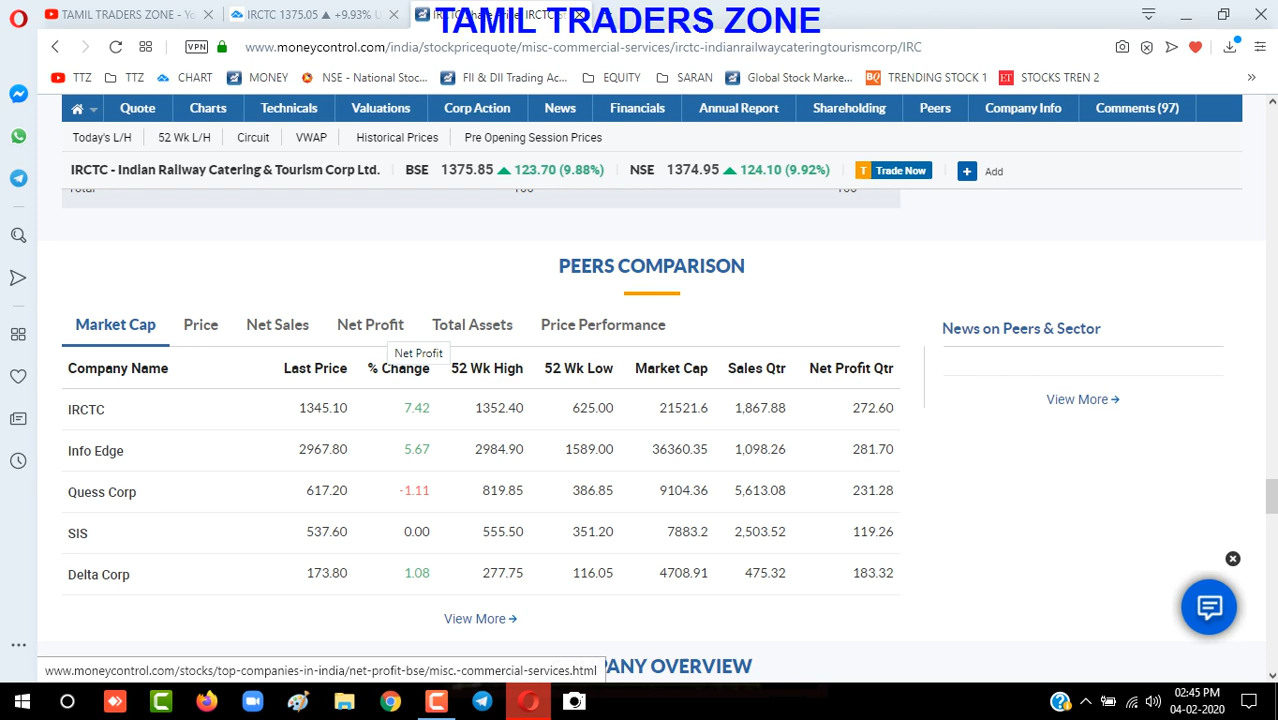 TAMIL TRADERS ZONE - Yo
IRCTC 1375.05 ▲ +9.93% U
TAMIL TRADERS ZONE
VPN
www.moneycontrol.com/india/stockpricequote/misc-commercial-services/irctc-indianrailwaycateringtourismcorp/IRC
TTZ TTZ CHART MONEY NSE - National Stoc... FII & DII Trading Ac... EQUITY SARAN Global Stock Marke... BQ TRENDING STOCK 1 ET STOCKS TREN 2 »
Quote Charts Technicals Valuations Corp Action News Financials Annual Report Shareholding Peers Company Info Comments (97)
Today's L/H 52 Wk L/H Circuit VWAP Historical Prices Pre Opening Session Prices
IRCTC - Indian Railway Catering & Tourism Corp Ltd. BSE 1375.85 ▲ 123.70 (9.88%) NSE 1374.95 ▲ 124.10 (9.92%) T Trade Now + Add
Total 100 100
PEERS COMPARISON
Market Cap Price Net Sales Net Profit Total Assets Price Performance
News on Peers & Sector
Net Profit
Company Name Last Price % Change 52 Wk High 52 Wk Low Market Cap Sales Qtr Net Profit Qtr
View More →
IRCTC 1345.10 7.42 1352.40 625.00 21521.6 1,867.88 272.60
Info Edge 2967.80 5.67 2984.90 1589.00 36360.35 1,098.26 281.70
Quess Corp 617.20 -1.11 819.85 386.85 9104.36 5,613.08 231.28
SIS 537.60 0.00 555.50 351.20 7883.2 2,503.52 119.26
Delta Corp 173.80 1.08 277.75 116.05 4708.91 475.32 183.32
View More →
www.moneycontrol.com/stocks/top-companies-in-india/net-profit-bse/misc.-commercial-services.html
OVERVIEW
02:45 PM
04-02-2020